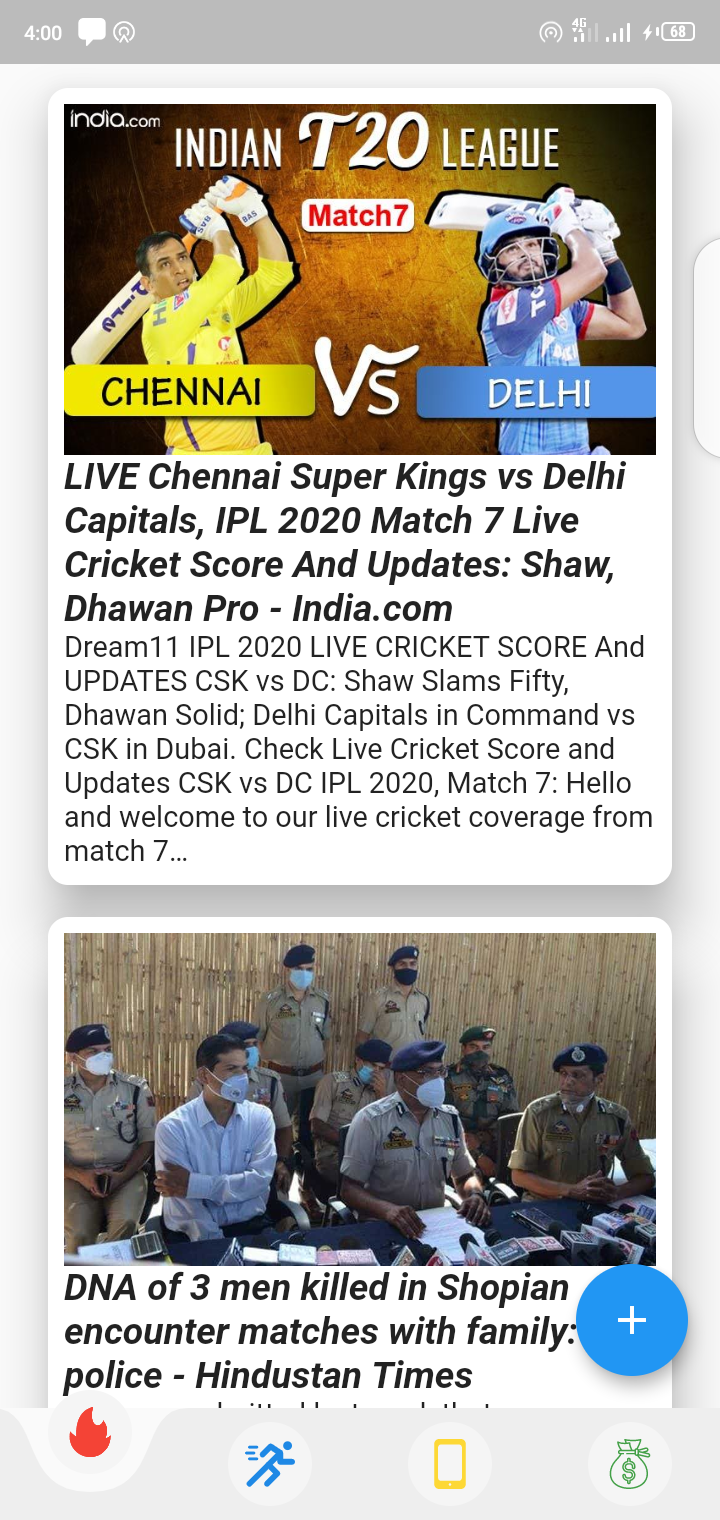 4:00
4G
68
india.com
INDIAN T20 LEAGUE
Match7
BAS
BAS
CHENNAI
VS
DELHI
LIVE Chennai Super Kings vs Delhi
Capitals, IPL 2020 Match 7 Live
Cricket Score And Updates: Shaw,
Dhawan Pro - India.com
Dream11 IPL 2020 LIVE CRICKET SCORE And
UPDATES CSK vs DC: Shaw Slams Fifty,
Dhawan Solid; Delhi Capitals in Command vs
CSK in Dubai. Check Live Cricket Score and
Updates CSK vs DC IPL 2020, Match 7: Hello
and welcome to our live cricket coverage from
match 7…
DNA of 3 men killed in Shopian
encounter matches with family:
police - Hindustan Times